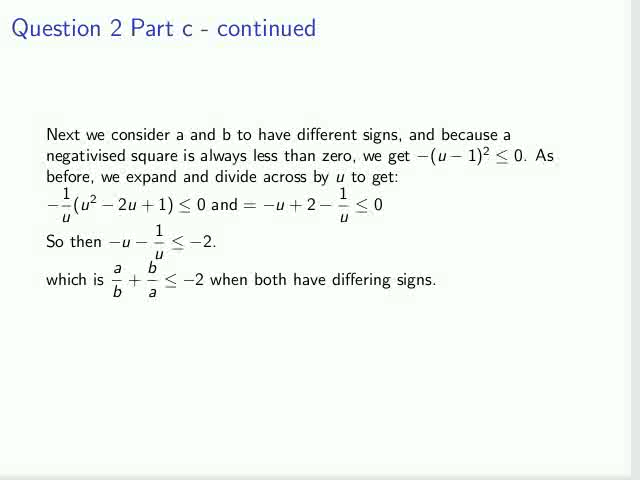 Question 2 Part c - continued
Next we consider a and b to have different signs, and because a
negativised square is always less than zero, we get −(u − 1)² ≤ 0. As
before, we expand and divide across by u to get:
−1/u(u² − 2u + 1) ≤ 0 and = −u + 2 − 1/u ≤ 0
So then −u − 1/u ≤ −2.
which is a/b + b/a ≤ −2 when both have differing signs.